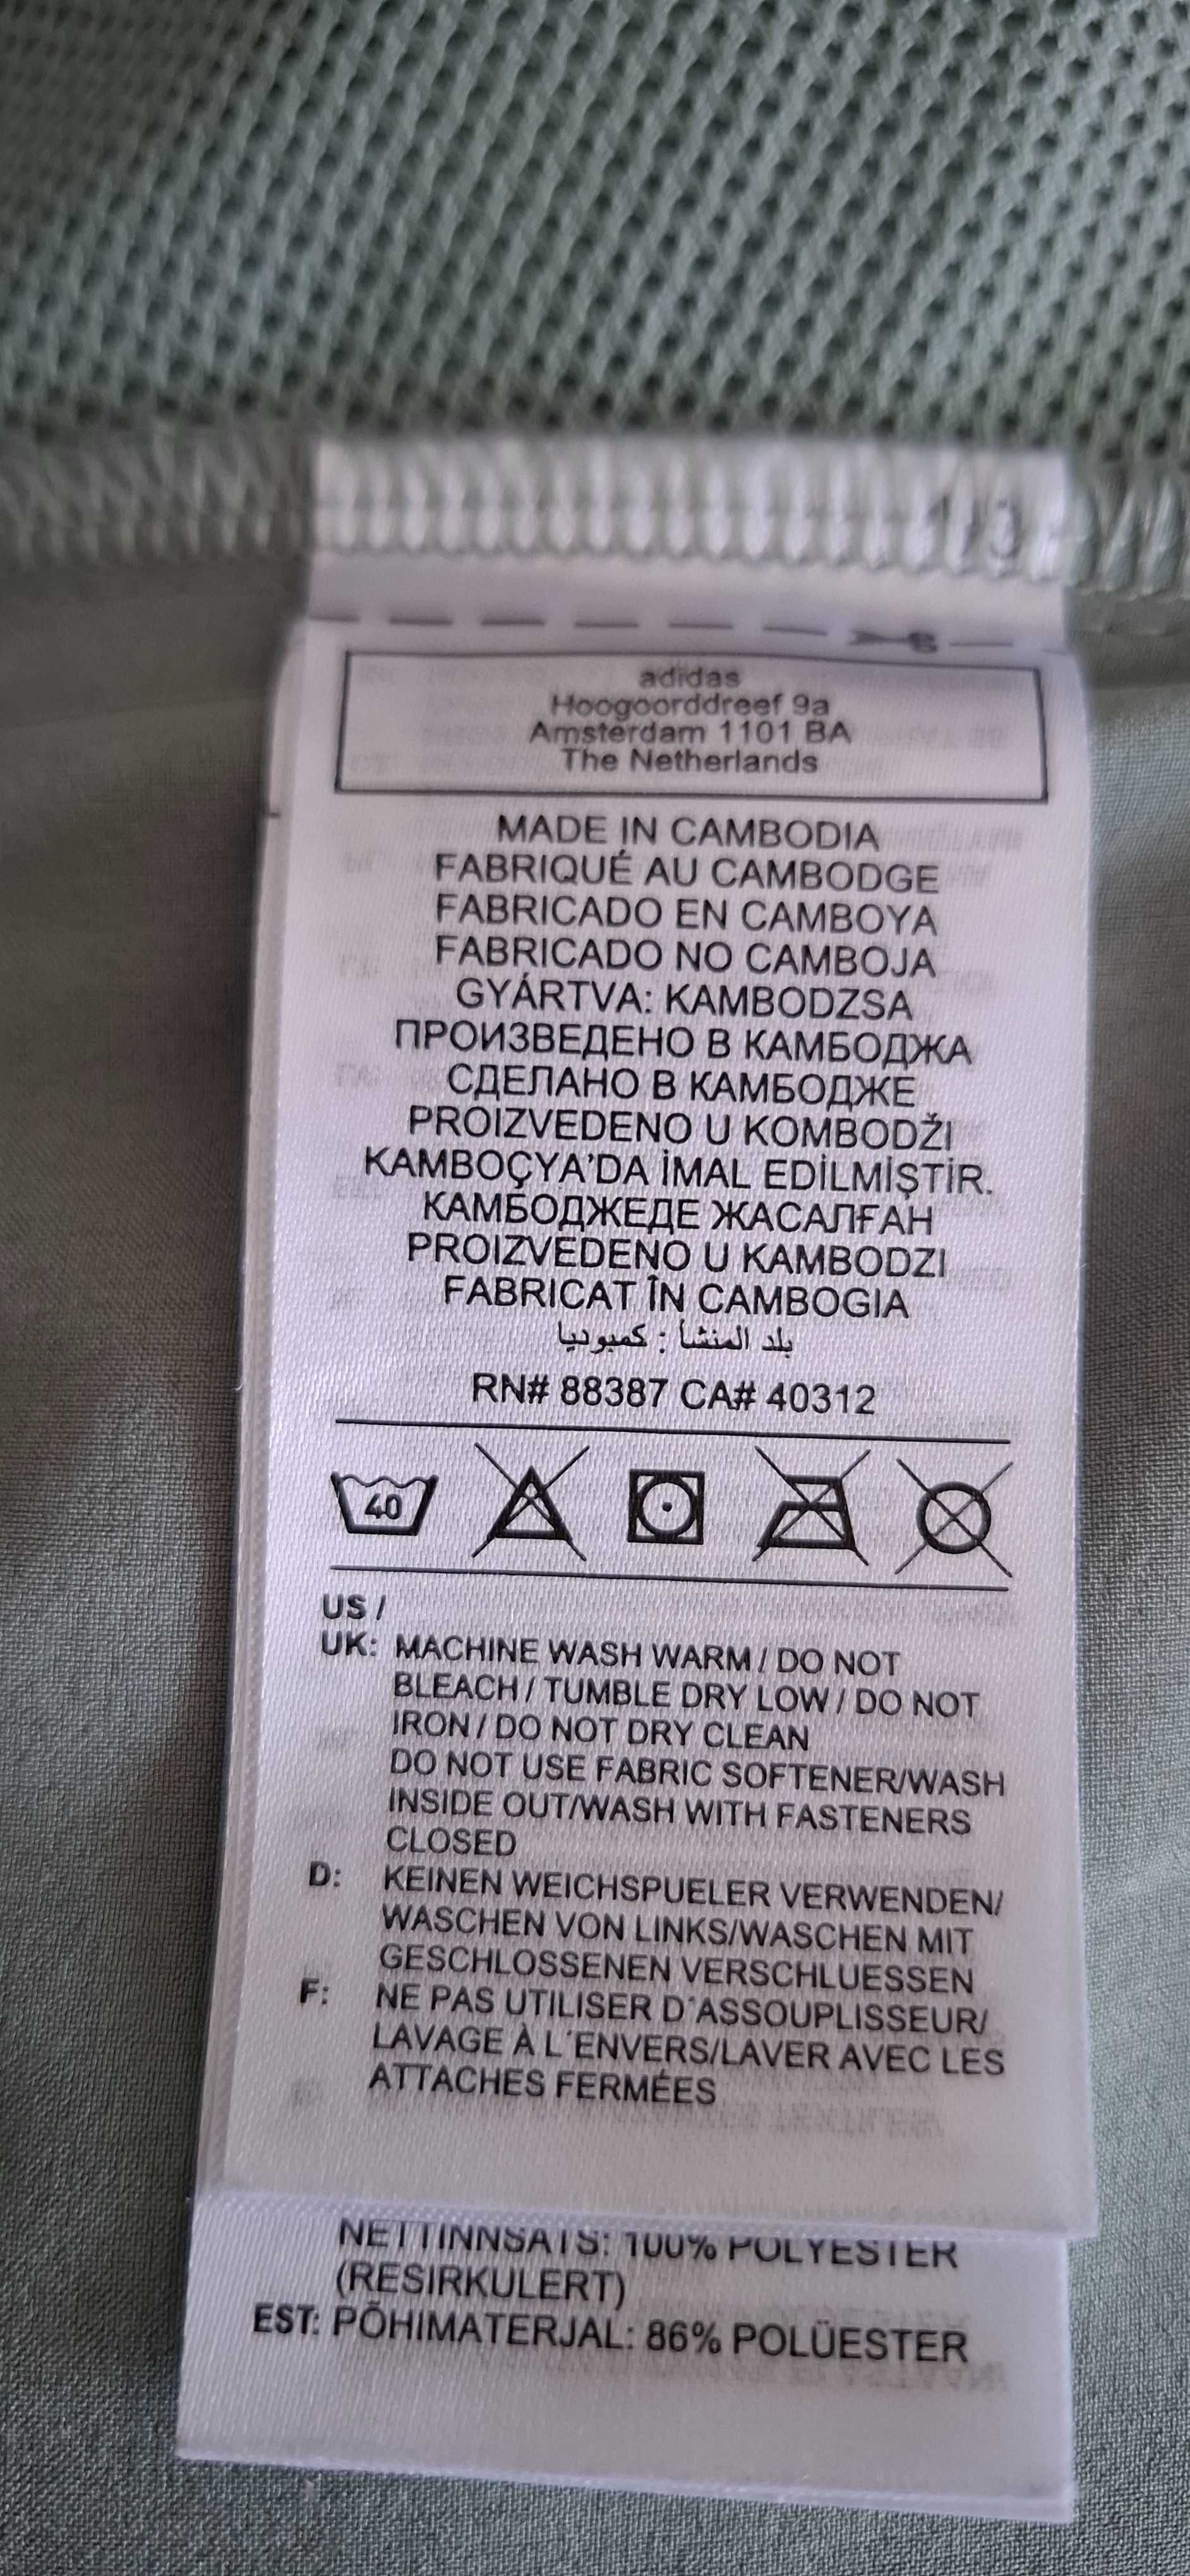 1/3
adidas
Hoogoorddreef 9a
Amsterdam 1101 BA
The Netherlands
MADE IN CAMBODIA
FABRIQUÉ AU CAMBODGE
FABRICADO EN CAMBOYA
FABRICADO NO CAMBOJA
GYÁRTVA: KAMBODZSA
ПРОИЗВЕДЕНО В КАМБОДЖА
СДЕЛАНО В КАМБОДЖЕ
PROIZVEDENO U KOMBODŽI
KAMBOÇYA'DA İMAL EDİLMİŞTİR.
КАМБОДЖЕДЕ ЖАСАЛҒАН
PROIZVEDENO U KAMBODZI
FABRICAT ÎN CAMBOGIA
بلد المنشأ : كمبوديا
RN# 88387 CA# 40312
40
US /
UK: MACHINE WASH WARM / DO NOT
BLEACH / TUMBLE DRY LOW / DO NOT
IRON / DO NOT DRY CLEAN
DO NOT USE FABRIC SOFTENER/WASH
INSIDE OUT/WASH WITH FASTENERS
CLOSED
D: KEINEN WEICHSPUELER VERWENDEN/
WASCHEN VON LINKS/WASCHEN MIT
GESCHLOSSENEN VERSCHLUESSEN
F: NE PAS UTILISER D´ASSOUPLISSEUR/
LAVAGE À L´ENVERS/LAVER AVEC LES
ATTACHES FERMÉES
NETTINNSATS: 100% POLYESTER
(RESIRKULERT)
EST: PÕHIMATERJAL: 86% POLÜESTER